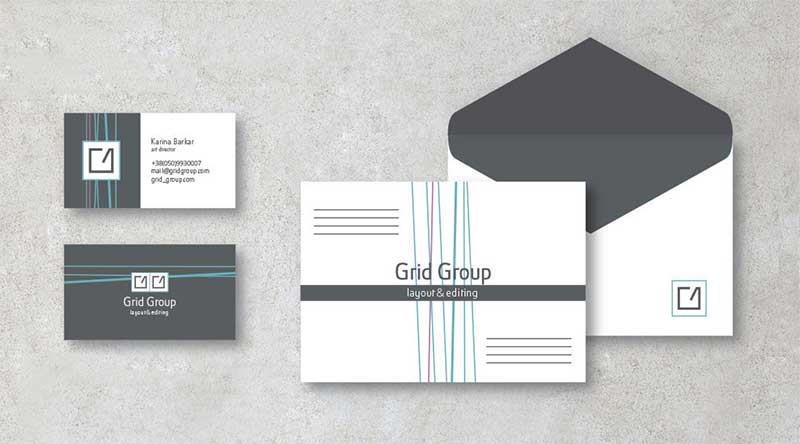 Karina Barkar
art director
+38(050)9930007
mail@gridgroup.com
grid_group.com
Grid Group
layout&editing
Grid Group
layout&editing